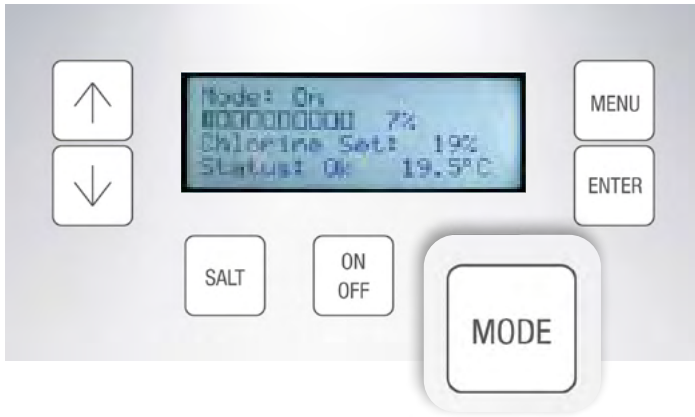 ↑
↓
Mode: On
7%
Chlorine Set: 19%
Status: Ok 19.5°C
MENU
ENTER
SALT
ON
OFF
MODE